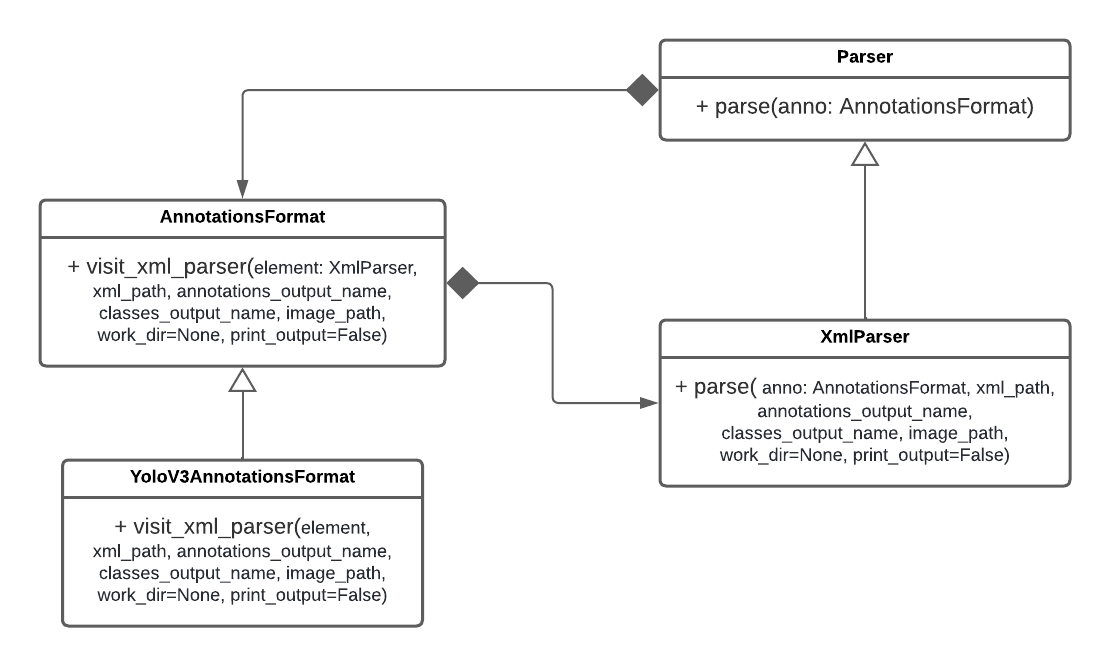 Parser
+ parse(anno: AnnotationsFormat)
AnnotationsFormat
+ visit_xml_parser(element: XmlParser,
xml_path, annotations_output_name,
classes_output_name, image_path,
work_dir=None, print_output=False)
XmlParser
+ parse( anno: AnnotationsFormat, xml_path,
annotations_output_name,
classes_output_name, image_path,
work_dir=None, print_output=False)
YoloV3AnnotationsFormat
+ visit_xml_parser(element,
xml_path, annotations_output_name,
classes_output_name, image_path,
work_dir=None, print_output=False)